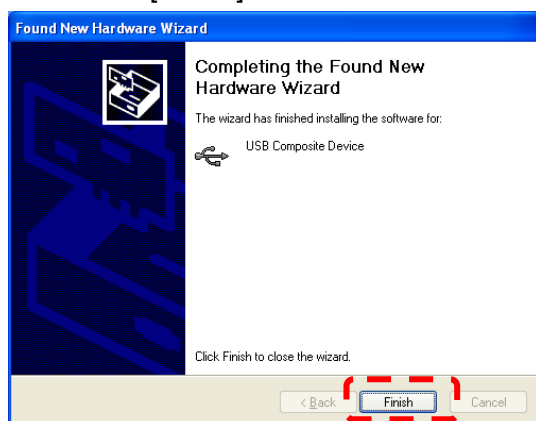 Found New Hardware Wizard
Completing the Found New
Hardware Wizard
The wizard has finished installing the software for:
USB Composite Device
Click Finish to close the wizard.
< Back
Finish
Cancel